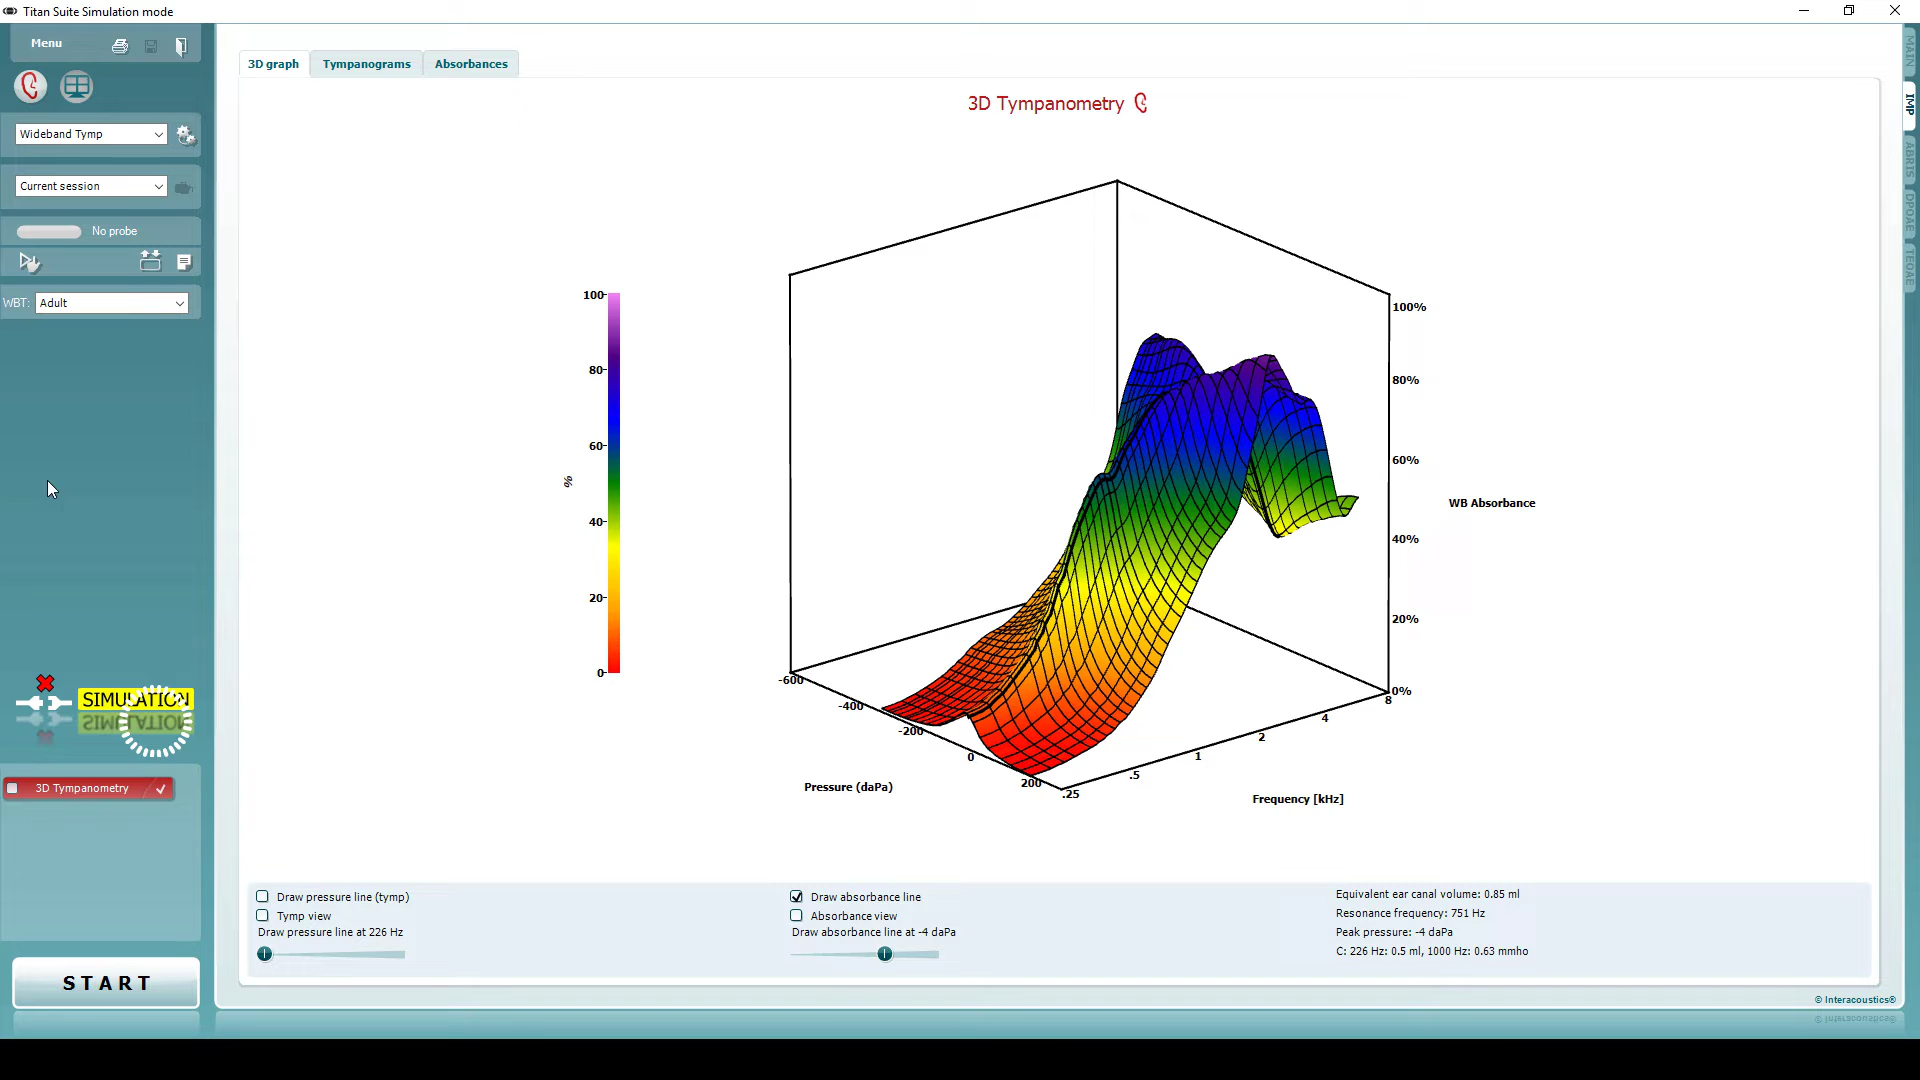 Titan Suite Simulation mode
Menu
Wideband Tymp
Current session
No probe
WBT: Adult
SIMULATION
3D Tympanometry
START
3D graph
Tympanograms
Absorbances
3D Tympanometry
100
80
60
40
20
0
%
100%
80%
60%
40%
20%
0%
WB Absorbance
-600
-400
-200
0
200
Pressure (daPa)
.25
.5
1
2
4
8
Frequency [kHz]
Draw pressure line (tymp)
Tymp view
Draw pressure line at 226 Hz
Draw absorbance line
Absorbance view
Draw absorbance line at -4 daPa
Equivalent ear canal volume: 0.85 ml
Resonance frequency: 751 Hz
Peak pressure: -4 daPa
C: 226 Hz: 0.5 ml, 1000 Hz: 0.63 mmho
© Interacoustics®
MAIN
IMP
ABRIS
DPOAE
TEOAE